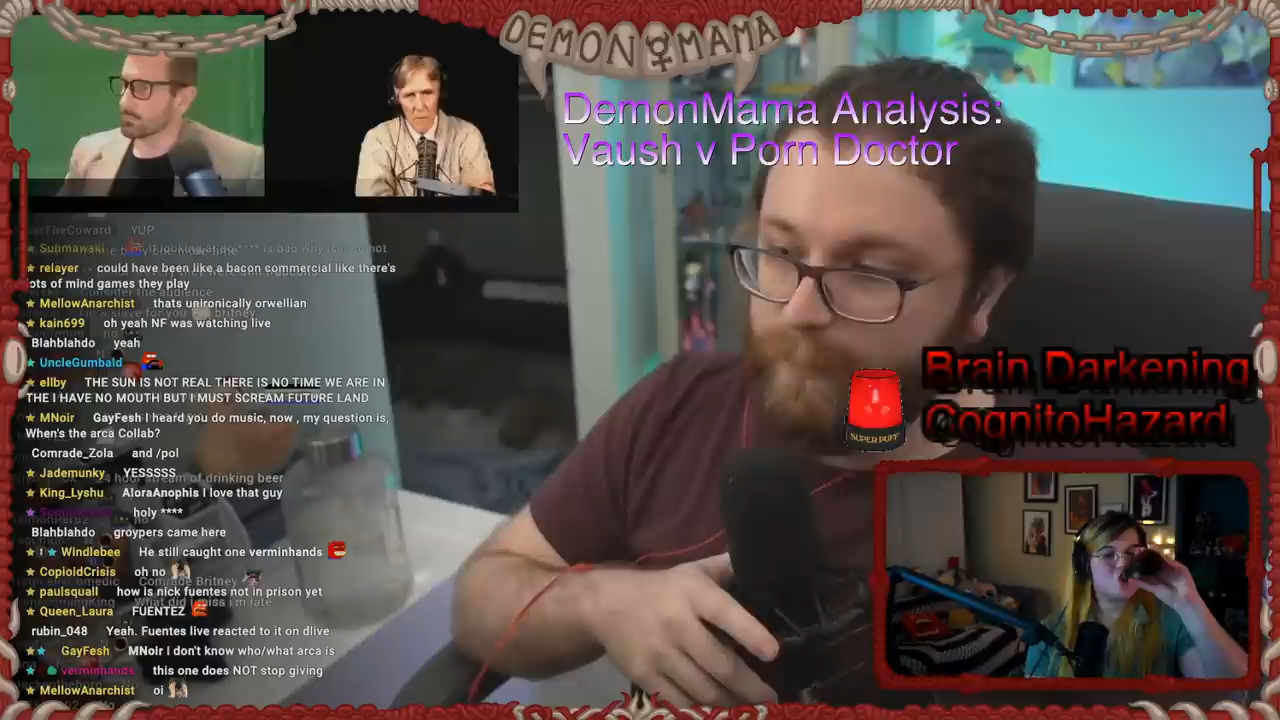 DEMON MAMA
DemonMama Analysis:
Vaush v Porn Doctor
YUP
Sunmawaki
relayer could have been like a bacon commercial like there's
lots of mind games they play
MellowAnarchist thats unironically orwellian
kain699 oh yeah NF was watching live
Blahblahdo yeah
UncleGumbald
ellby THE SUN IS NOT REAL THERE IS NO TIME WE ARE IN
THE I HAVE NO MOUTH BUT I MUST SCREAM FUTURE LAND
MNoir GayFesh I heard you do music, now , my question is,
When's the arca Collab?
Comrade_Zola and /pol
Jademunky YESSSSS
King_Lyshu AloraAnophis I love that guy
holy ****
Blahblahdo groypers came here
Windlebee He still caught one verminhands
CopioidCrisis oh no
paulsquall how is nick fuentes not in prison yet
Queen_Laura FUENTEZ
rubin_048 Yeah. Fuentes live reacted to it on dlive
GayFesh MNoir I don't know who/what arca is
verminhands this one does NOT stop giving
MellowAnarchist oi
Brain Darkening
CognitoHazard
SUPER PUFF